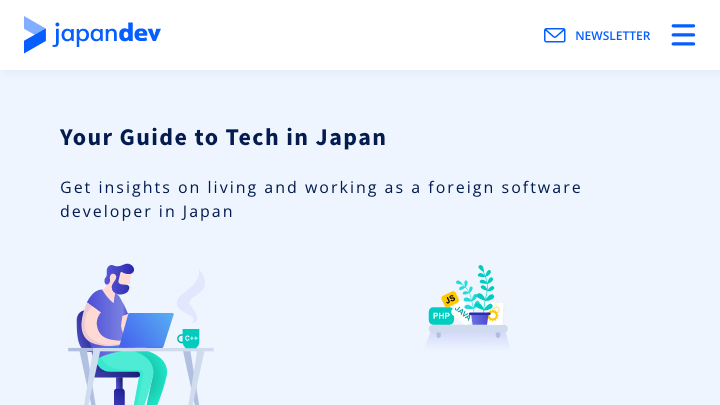 japandev
NEWSLETTER
Your Guide to Tech in Japan
Get insights on living and working as a foreign software
developer in Japan
JS
PHP
JAVA
C++